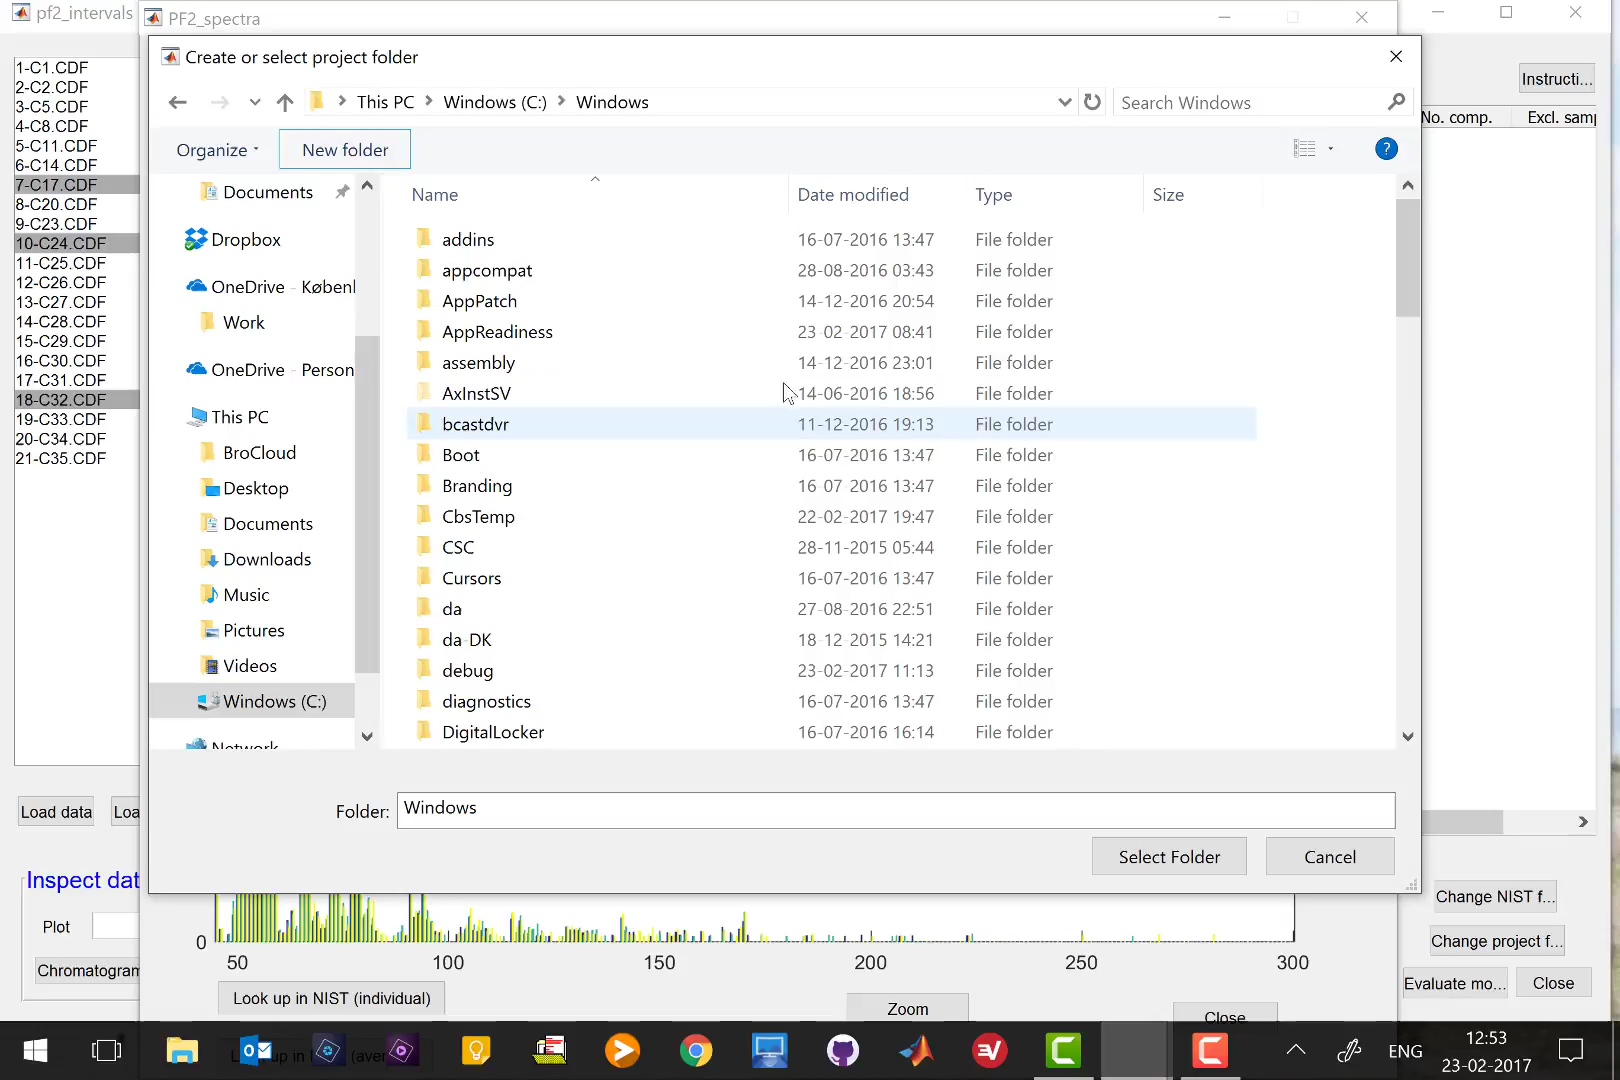 pf2_intervals
PF2_spectra
Create or select project folder
This PC
Windows (C:)
Windows
Search Windows
Organize
New folder
?
Instructi...
No. comp.
Excl. samp
1-C1.CDF
2-C2.CDF
3-C5.CDF
4-C8.CDF
5-C11.CDF
6-C14.CDF
7-C17.CDF
8-C20.CDF
9-C23.CDF
10-C24.CDF
11-C25.CDF
12-C26.CDF
13-C27.CDF
14-C28.CDF
15-C29.CDF
16-C30.CDF
17-C31.CDF
18-C32.CDF
19-C33.CDF
20-C34.CDF
21-C35.CDF
Documents
Dropbox
OneDrive - Københ
Work
OneDrive - Person
This PC
BroCloud
Desktop
Documents
Downloads
Music
Pictures
Videos
Windows (C:)
Network
Name
Date modified
Type
Size
addins 16-07-2016 13:47 File folder
appcompat 28-08-2016 03:43 File folder
AppPatch 14-12-2016 20:54 File folder
AppReadiness 23-02-2017 08:41 File folder
assembly 14-12-2016 23:01 File folder
AxInstSV 14-06-2016 18:56 File folder
bcastdvr 11-12-2016 19:13 File folder
Boot 16-07-2016 13:47 File folder
Branding 16-07-2016 13:47 File folder
CbsTemp 22-02-2017 19:47 File folder
CSC 28-11-2015 05:44 File folder
Cursors 16-07-2016 13:47 File folder
da 27-08-2016 22:51 File folder
da-DK 18-12-2015 14:21 File folder
debug 23-02-2017 11:13 File folder
diagnostics 16-07-2016 13:47 File folder
DigitalLocker 16-07-2016 16:14 File folder
Folder: Windows
Select Folder
Cancel
Load data
Loa
Inspect dat
Plot
Chromatogram
0
50 100 150 200 250 300
Look up in NIST (individual)
Zoom
Close
Change NIST f...
Change project f...
Evaluate mo...
Close
ENG
12:53
23-02-2017